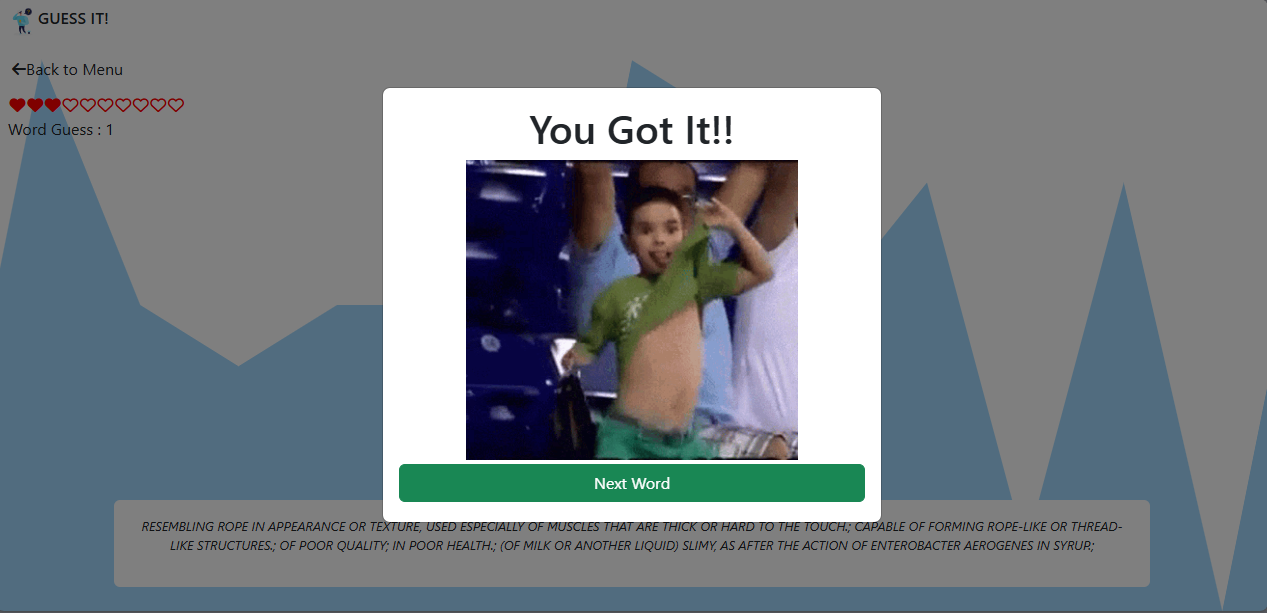 GUESS IT!
Back to Menu
Word Guess : 1
You Got It!!
Next Word
RESEMBLING ROPE IN APPEARANCE OR TEXTURE, USED ESPECIALLY OF MUSCLES THAT ARE THICK OR HARD TO THE TOUCH.; CAPABLE OF FORMING ROPE-LIKE OR THREAD-
LIKE STRUCTURES.; OF POOR QUALITY; IN POOR HEALTH.; (OF MILK OR ANOTHER LIQUID) SLIMY, AS AFTER THE ACTION OF ENTEROBACTER AEROGENES IN SYRUP.;